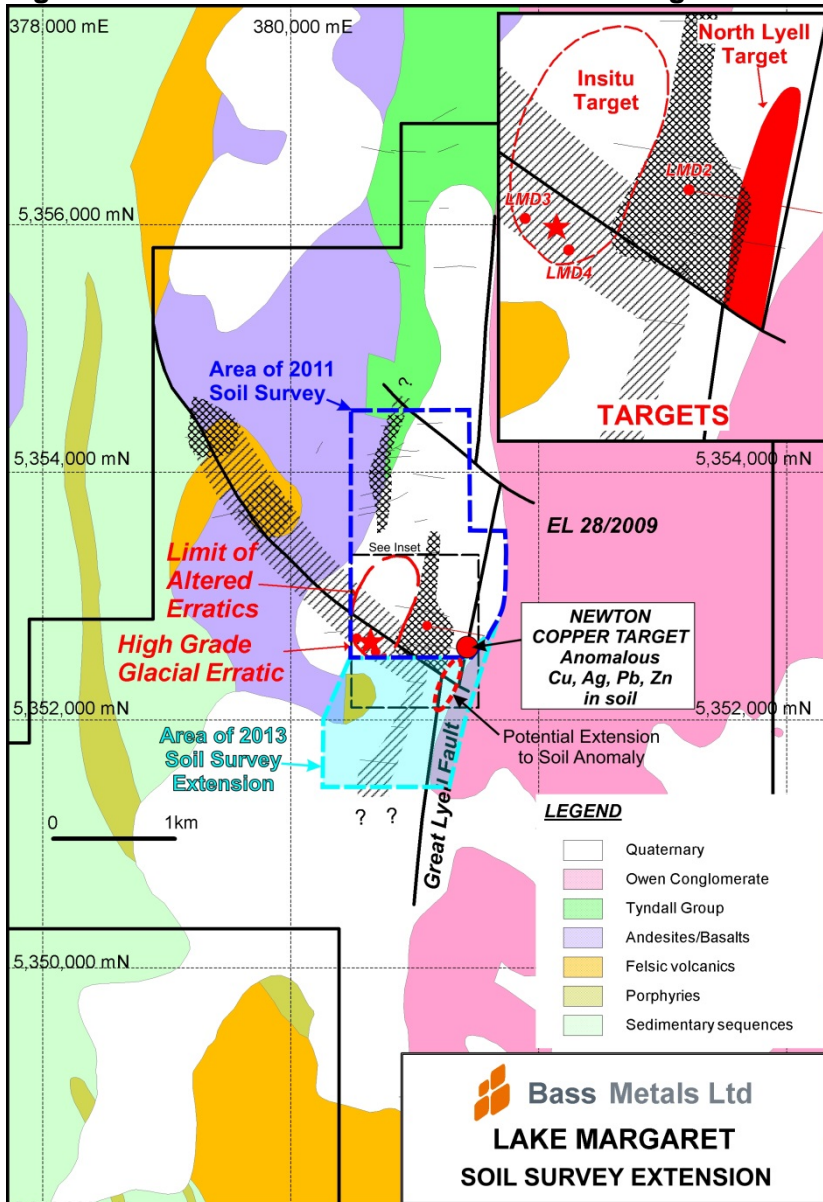 378,000 mE
380,000 mE
North Lyell
Target
Insitu
Target
LMD2
LMD3
LMD4
TARGETS
5,356,000 mN
Area of 2011
Soil Survey
?
5,354,000 mN
5,354,000 mN
EL 28/2009
See Inset
Limit of
Altered
Erratics
High Grade
Glacial Erratic
NEWTON
COPPER TARGET
Anomalous
Cu, Ag, Pb, Zn
in soil
5,352,000 mN
Area of 2013
Soil Survey
Extension
Potential Extension
to Soil Anomaly
Great Lyell Fault
? ?
0 1km
LEGEND
Quaternary
Owen Conglomerate
Tyndall Group
Andesites/Basalts
Felsic volcanics
Porphyries
Sedimentary sequences
5,350,000 mN
Bass Metals Ltd
LAKE MARGARET
SOIL SURVEY EXTENSION